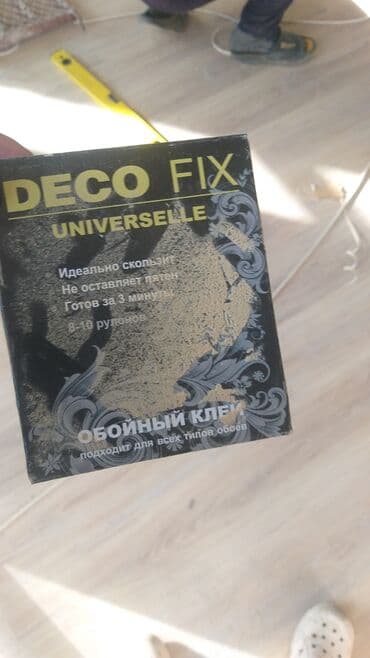 DECO FIX
UNIVERSELLE
Идеально скользит
Не оставляет пятен
Готов за 3 минуты
8-10 рулонов
ОБОЙНЫЙ КЛЕЙ
подходит для всех типов обоев